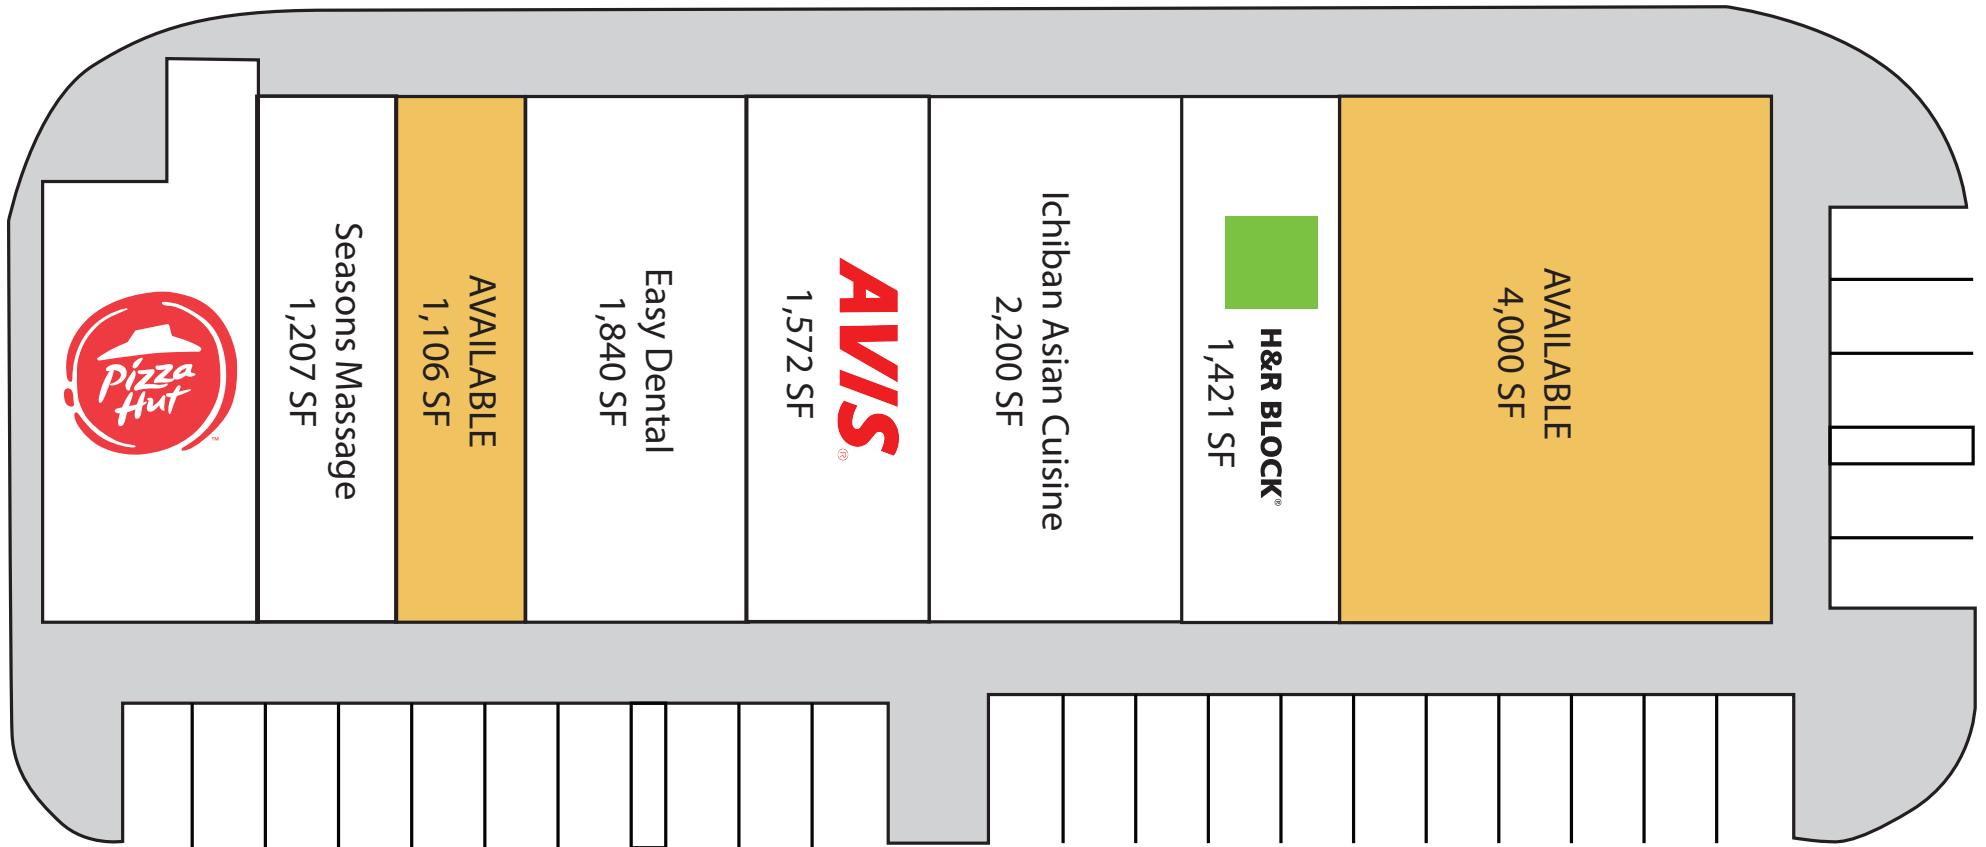 Pizza
Hut
™
Seasons Massage
1,207 SF
AVAILABLE
1,106 SF
Easy Dental
1,840 SF
AVIS®
1,572 SF
Ichiban Asian Cuisine
2,200 SF
H&R BLOCK®
1,421 SF
AVAILABLE
4,000 SF